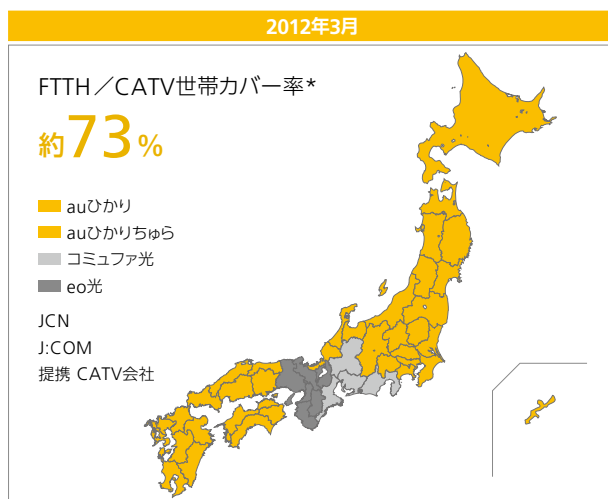 2012年3月
FTTH／CATV世帯カバー率*
約73%
auひかり
auひかりちゅら
コミュファ光
eo光
JCN
J:COM
提携 CATV会社